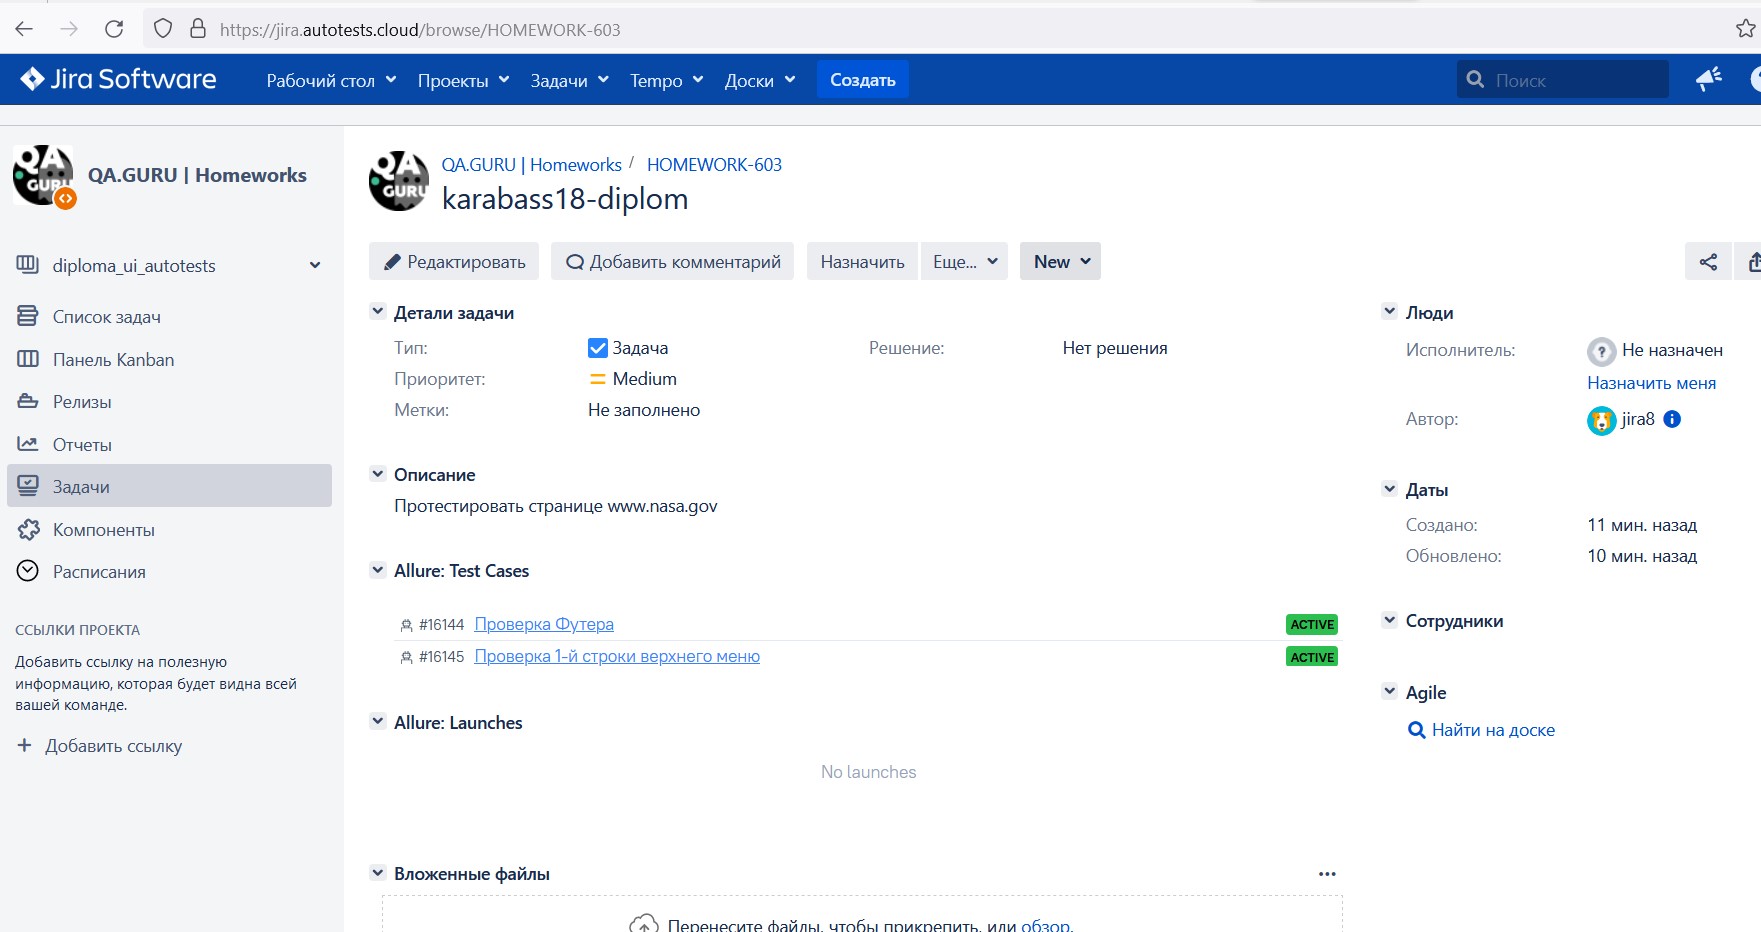 https://jira.autotests.cloud/browse/HOMEWORK-603
Jira Software Рабочий стол Проекты Задачи Tempo Доски Создать Поиск
QA GURU
QA.GURU | Homeworks
diploma_ui_autotests
Список задач
Панель Kanban
Релизы
Отчеты
Задачи
Компоненты
Расписания
ССЫЛКИ ПРОЕКТА
Добавить ссылку на полезную
информацию, которая будет видна всей
вашей команде.
+ Добавить ссылку
QA GURU
QA.GURU | Homeworks / HOMEWORK-603
karabass18-diplom
Редактировать Добавить комментарий Назначить Еще... New
Детали задачи
Тип: Задача Решение: Нет решения
Приоритет: Medium
Метки: Не заполнено
Описание
Протестировать странице www.nasa.gov
Allure: Test Cases
#16144 Проверка Футера ACTIVE
#16145 Проверка 1-й строки верхнего меню ACTIVE
Allure: Launches
No launches
Вложенные файлы
Перенесите файлы, чтобы прикрепить, или обзор.
Люди
Исполнитель: Не назначен
Назначить меня
Автор: jira8
Даты
Создано: 11 мин. назад
Обновлено: 10 мин. назад
Сотрудники
Agile
Найти на доске